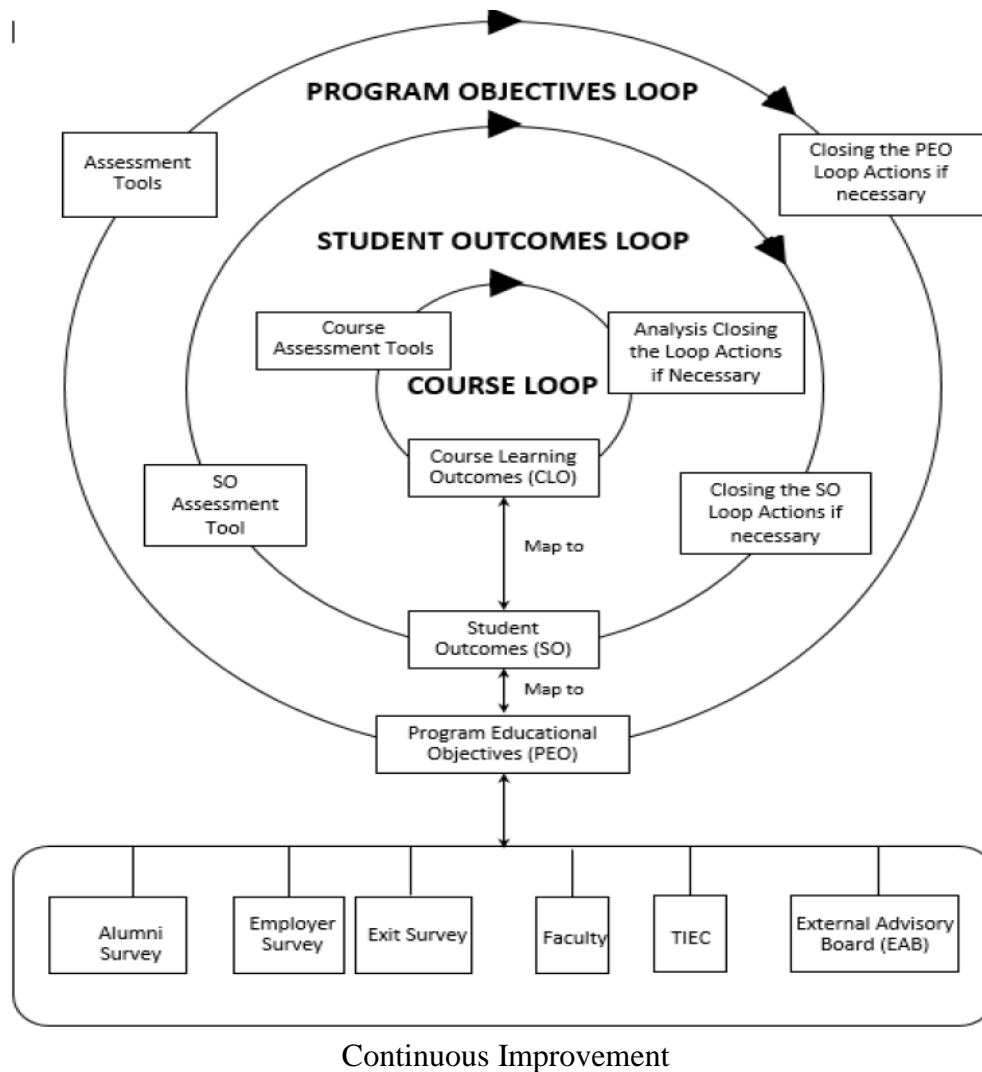 PROGRAM OBJECTIVES LOOP
Assessment
Tools
Closing the PEO
Loop Actions if
necessary
STUDENT OUTCOMES LOOP
Course
Assessment Tools
Analysis Closing
the Loop Actions
if Necessary
COURSE LOOP
Course Learning
Outcomes (CLO)
SO
Assessment
Tool
Closing the SO
Loop Actions if
necessary
Map to
Student
Outcomes (SO)
Map to
Program Educational
Objectives (PEO)
Alumni
Survey
Employer
Survey
Exit Survey
Faculty
TIEC
External Advisory
Board (EAB)
Continuous Improvement